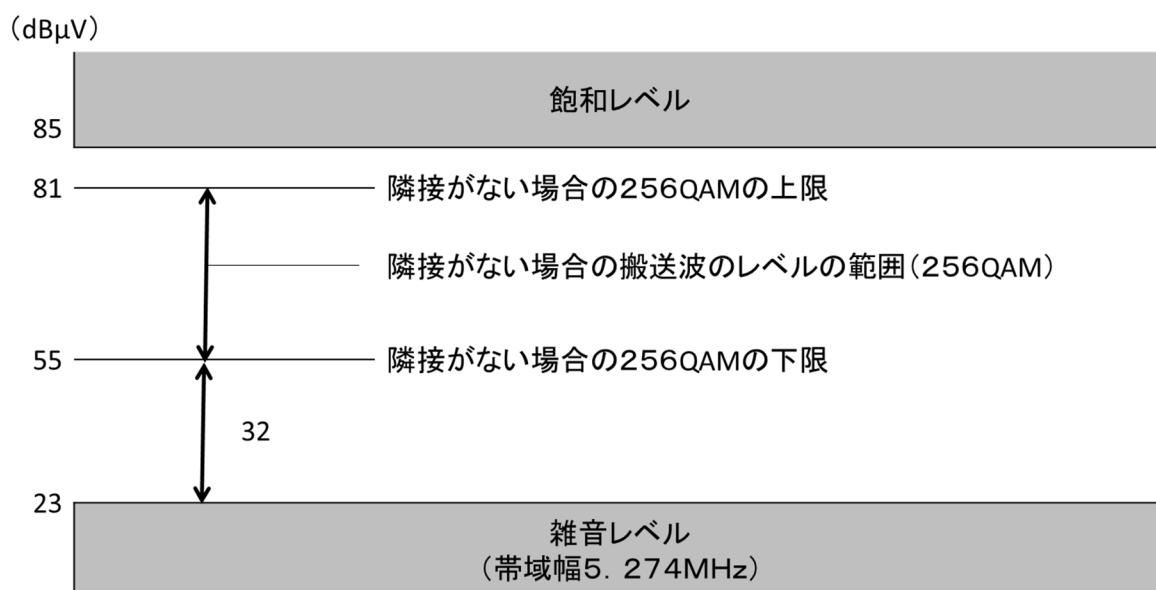 （dBμV）
飽和レベル
85
81
隣接がない場合の２５６QAMの上限
隣接がない場合の搬送波のレベルの範囲（２５６QAM）
55
隣接がない場合の２５６QAMの下限
32
23
雑音レベル
（帯域幅５．２７４MHz）